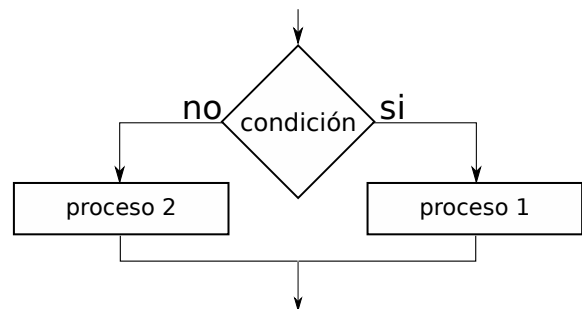 no
condición
si
proceso 2
proceso 1